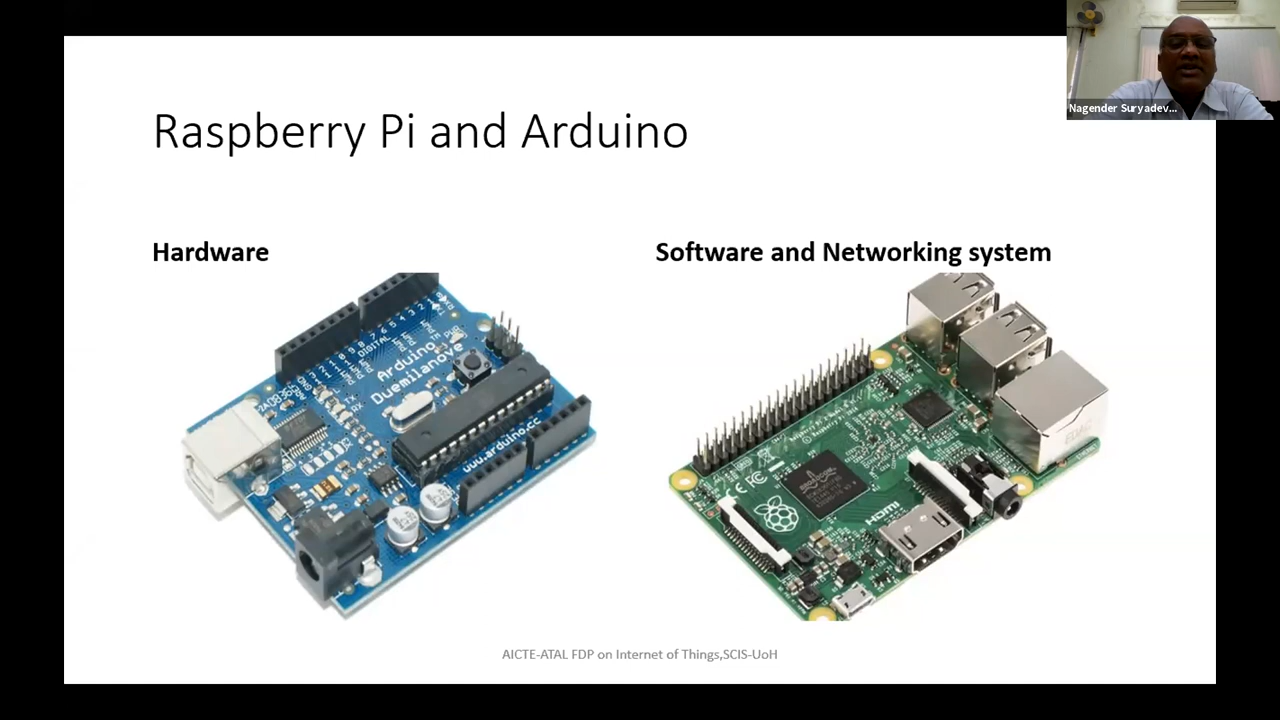 Raspberry Pi and Arduino
Nagender Suryadev...
Hardware
Software and Networking system
DIGITAL
Arduino
Duemilanove
www.arduino.cc
BROADCOM
HDMI
AICTE-ATAL FDP on Internet of Things,SCIS-UoH